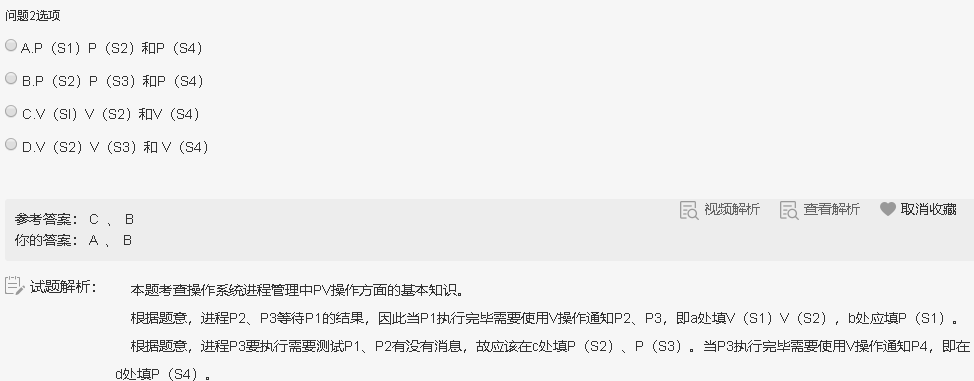 问题2选项
A.P（S1）P（S2）和P（S4）
B.P（S2）P（S3）和P（S4）
C.V（Sl）V（S2）和V（S4）
D.V（S2）V（S3）和 V（S4）
参考答案： C 、 B
视频解析 查看解析 取消收藏
你的答案： A 、 B
试题解析： 本题考查操作系统进程管理中PV操作方面的基本知识。
根据题意，进程P2、P3等待P1的结果，因此当P1执行完毕需要使用V操作通知P2、P3，即a处填V（S1）V（S2），b处应填P（S1）。
根据题意，进程P3要执行需要测试P1、P2有没有消息，故应该在c处填P（S2）、P（S3）。当P3执行完毕需要使用V操作通知P4，即在
d处填P（S4）。